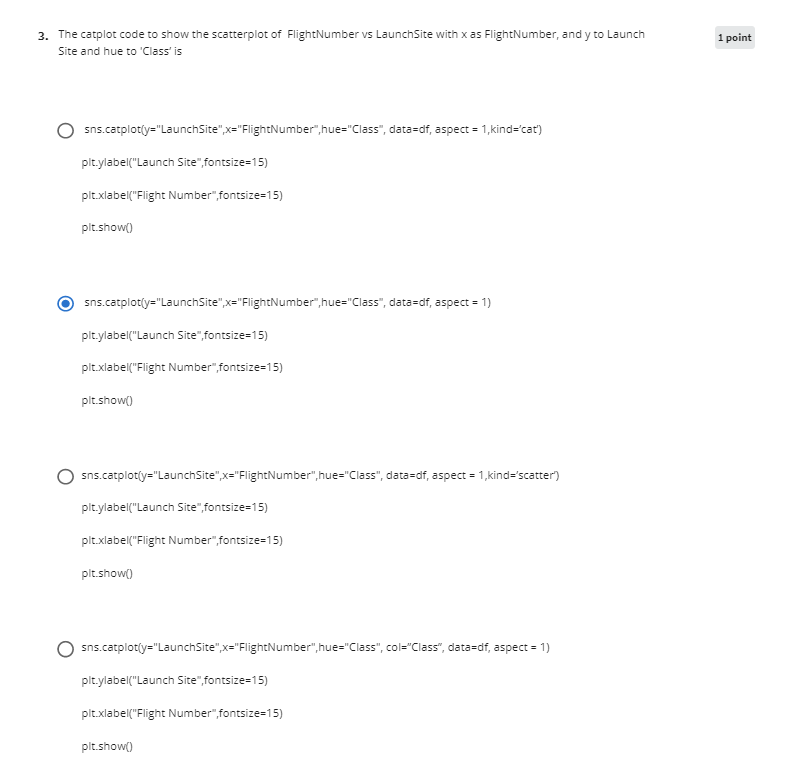 3. The catplot code to show the scatterplot of FlightNumber vs LaunchSite with x as FlightNumber, and y to Launch
Site and hue to 'Class' is
1 point
sns.catplot(y="LaunchSite",x="FlightNumber",hue="Class", data=df, aspect = 1,kind='cat')
plt.ylabel("Launch Site",fontsize=15)
plt.xlabel("Flight Number",fontsize=15)
plt.show()
sns.catplot(y="LaunchSite",x="FlightNumber",hue="Class", data=df, aspect = 1)
plt.ylabel("Launch Site",fontsize=15)
plt.xlabel("Flight Number",fontsize=15)
plt.show()
sns.catplot(y="LaunchSite",x="FlightNumber",hue="Class", data=df, aspect = 1,kind='scatter')
plt.ylabel("Launch Site",fontsize=15)
plt.xlabel("Flight Number",fontsize=15)
plt.show()
sns.catplot(y="LaunchSite",x="FlightNumber",hue="Class", col="Class", data=df, aspect = 1)
plt.ylabel("Launch Site",fontsize=15)
plt.xlabel("Flight Number",fontsize=15)
plt.show()